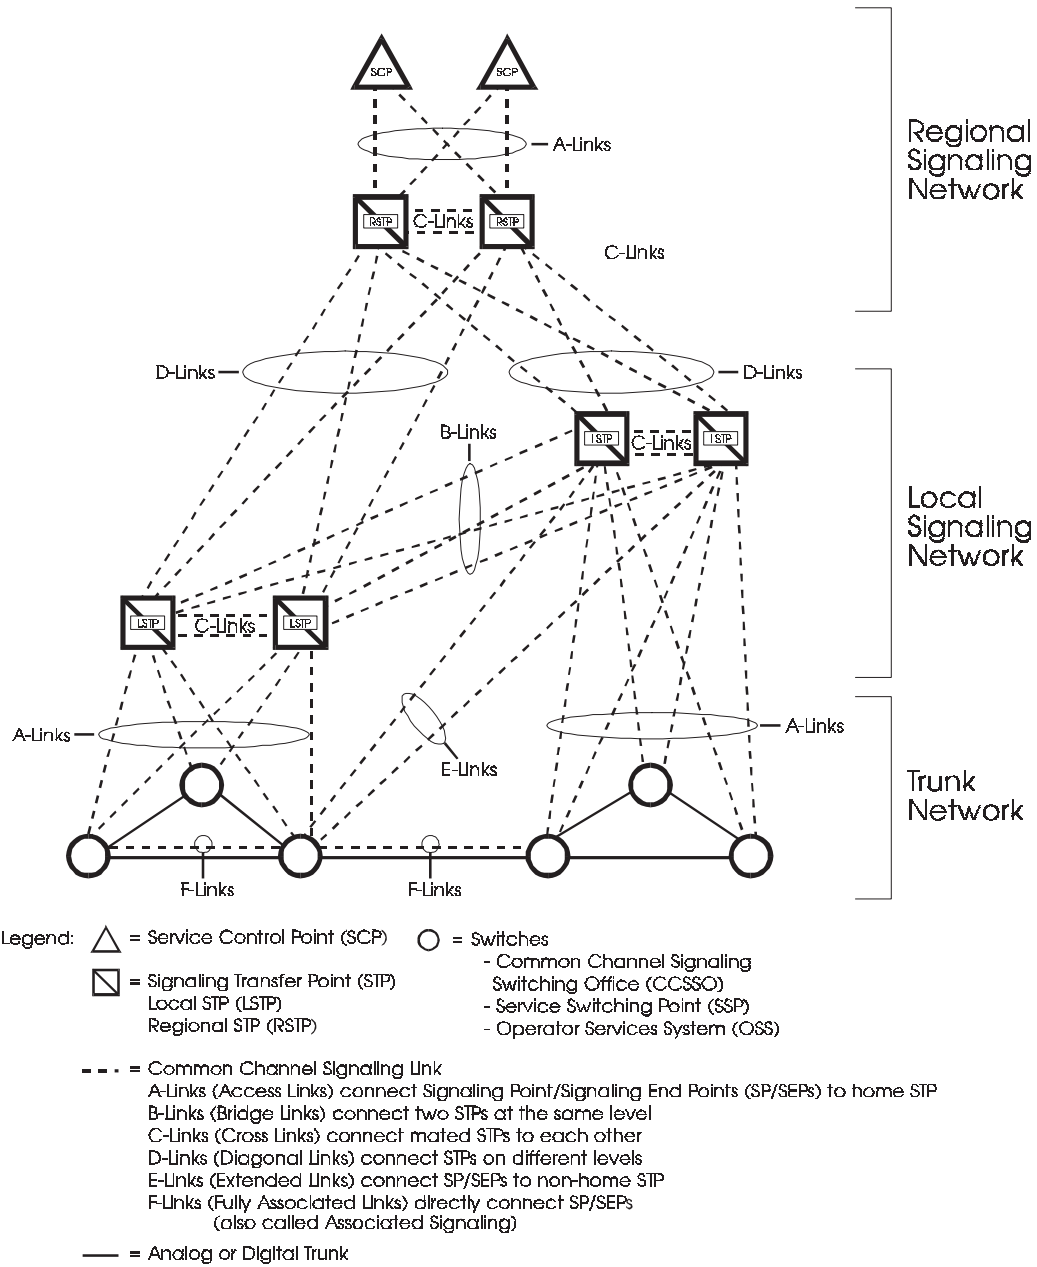 SCP SCP
A-Links
Regional
Signaling
Network
RSTP C-Links RSTP
C-Links
D-Links
D-Links
B-Links
LSTP C-Links LSTP
Local
Signaling
Network
LSTP C-Links LSTP
A-Links
A-Links
E-Links
Trunk
Network
F-Links F-Links
Legend:
= Service Control Point (SCP)
= Signaling Transfer Point (STP)
Local STP (LSTP)
Regional STP (RSTP)
= Switches
- Common Channel Signaling
Switching Office (CCSSO)
- Service Switching Point (SSP)
- Operator Services System (OSS)
= Common Channel Signaling Link
A-Links (Access Links) connect Signaling Point/Signaling End Points (SP/SEPs) to home STP
B-Links (Bridge Links) connect two STPs at the same level
C-Links (Cross Links) connect mated STPs to each other
D-Links (Diagonal Links) connect STPs on different levels
E-Links (Extended Links) connect SP/SEPs to non-home STP
F-Links (Fully Associated Links) directly connect SP/SEPs
(also called Associated Signaling)
= Analog or Digital Trunk